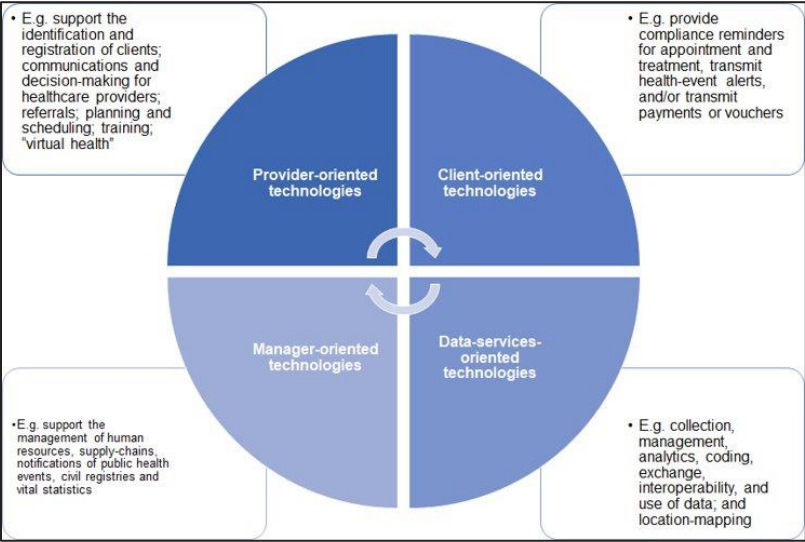 • E.g. support the
identification and
registration of clients;
communications and
decision-making for
healthcare providers;
referrals; planning and
scheduling; training;
"virtual health"
• E.g. provide
compliance reminders
for appointment and
treatment, transmit
health-event alerts,
and/or transmit
payments or vouchers
Provider-oriented
technologies
Client-oriented
technologies
Manager-oriented
technologies
Data-services-
oriented
technologies
•E.g. support the
management of human
resources, supply-chains,
notifications of public health
events, civil registries and
vital statistics
• E.g. collection,
management,
analytics, coding,
exchange,
interoperability, and
use of data; and
location-mapping